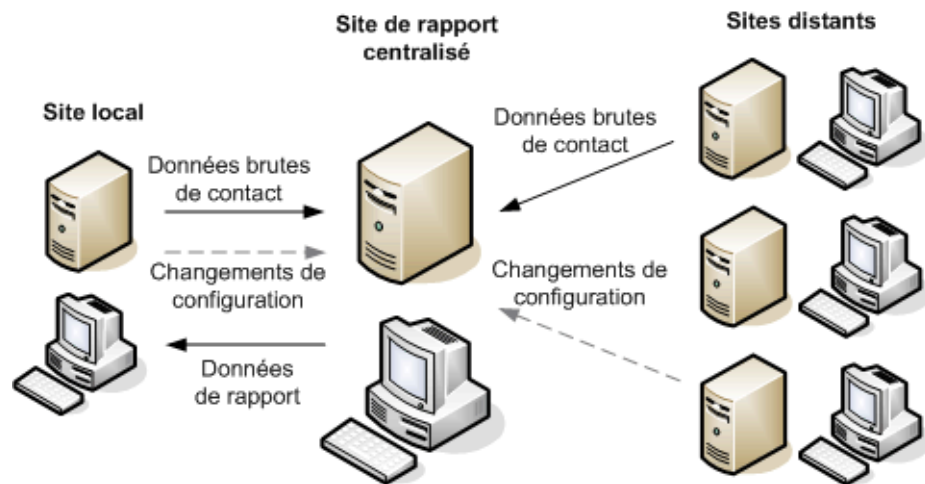 Site de rapport
centralisé
Sites distants
Site local
Données brutes
de contact
Données brutes
de contact
Changements de
configuration
Changements de
configuration
Données
de rapport